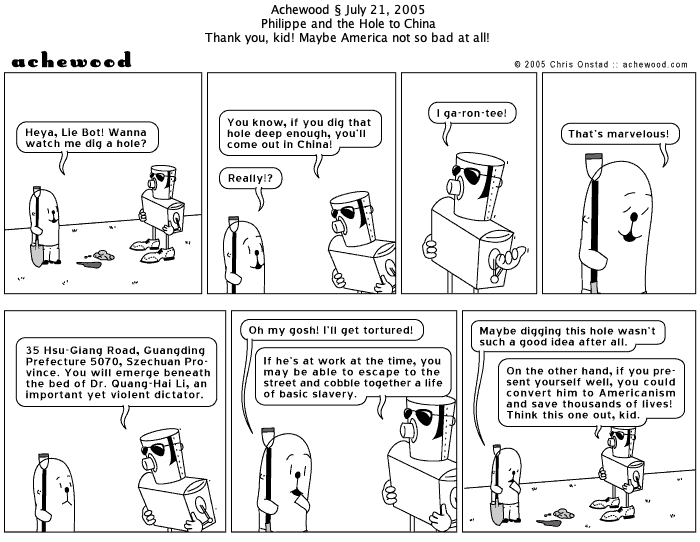 Achewood § July 21, 2005
Philippe and the Hole to China
Thank you, kid! Maybe America not so bad at all!
achewood
© 2005 Chris Onstad :: achewood.com
Heya, Lie Bot! Wanna
watch me dig a hole?
You know, if you dig that
hole deep enough, you'll
come out in China!
Really!?
I ga-ron-tee!
That's marvelous!
35 Hsu-Giang Road, Guangding
Prefecture 5070, Szechuan Pro-
vince. You will emerge beneath
the bed of Dr. Quang-Hai Li, an
important yet violent dictator.
Oh my gosh! I'll get tortured!
If he's at work at the time, you
may be able to escape to the
street and cobble together a life
of basic slavery.
Maybe digging this hole wasn't
such a good idea after all.
On the other hand, if you pre-
sent yourself well, you could
convert him to Americanism
and save thousands of lives!
Think this one out, kid.